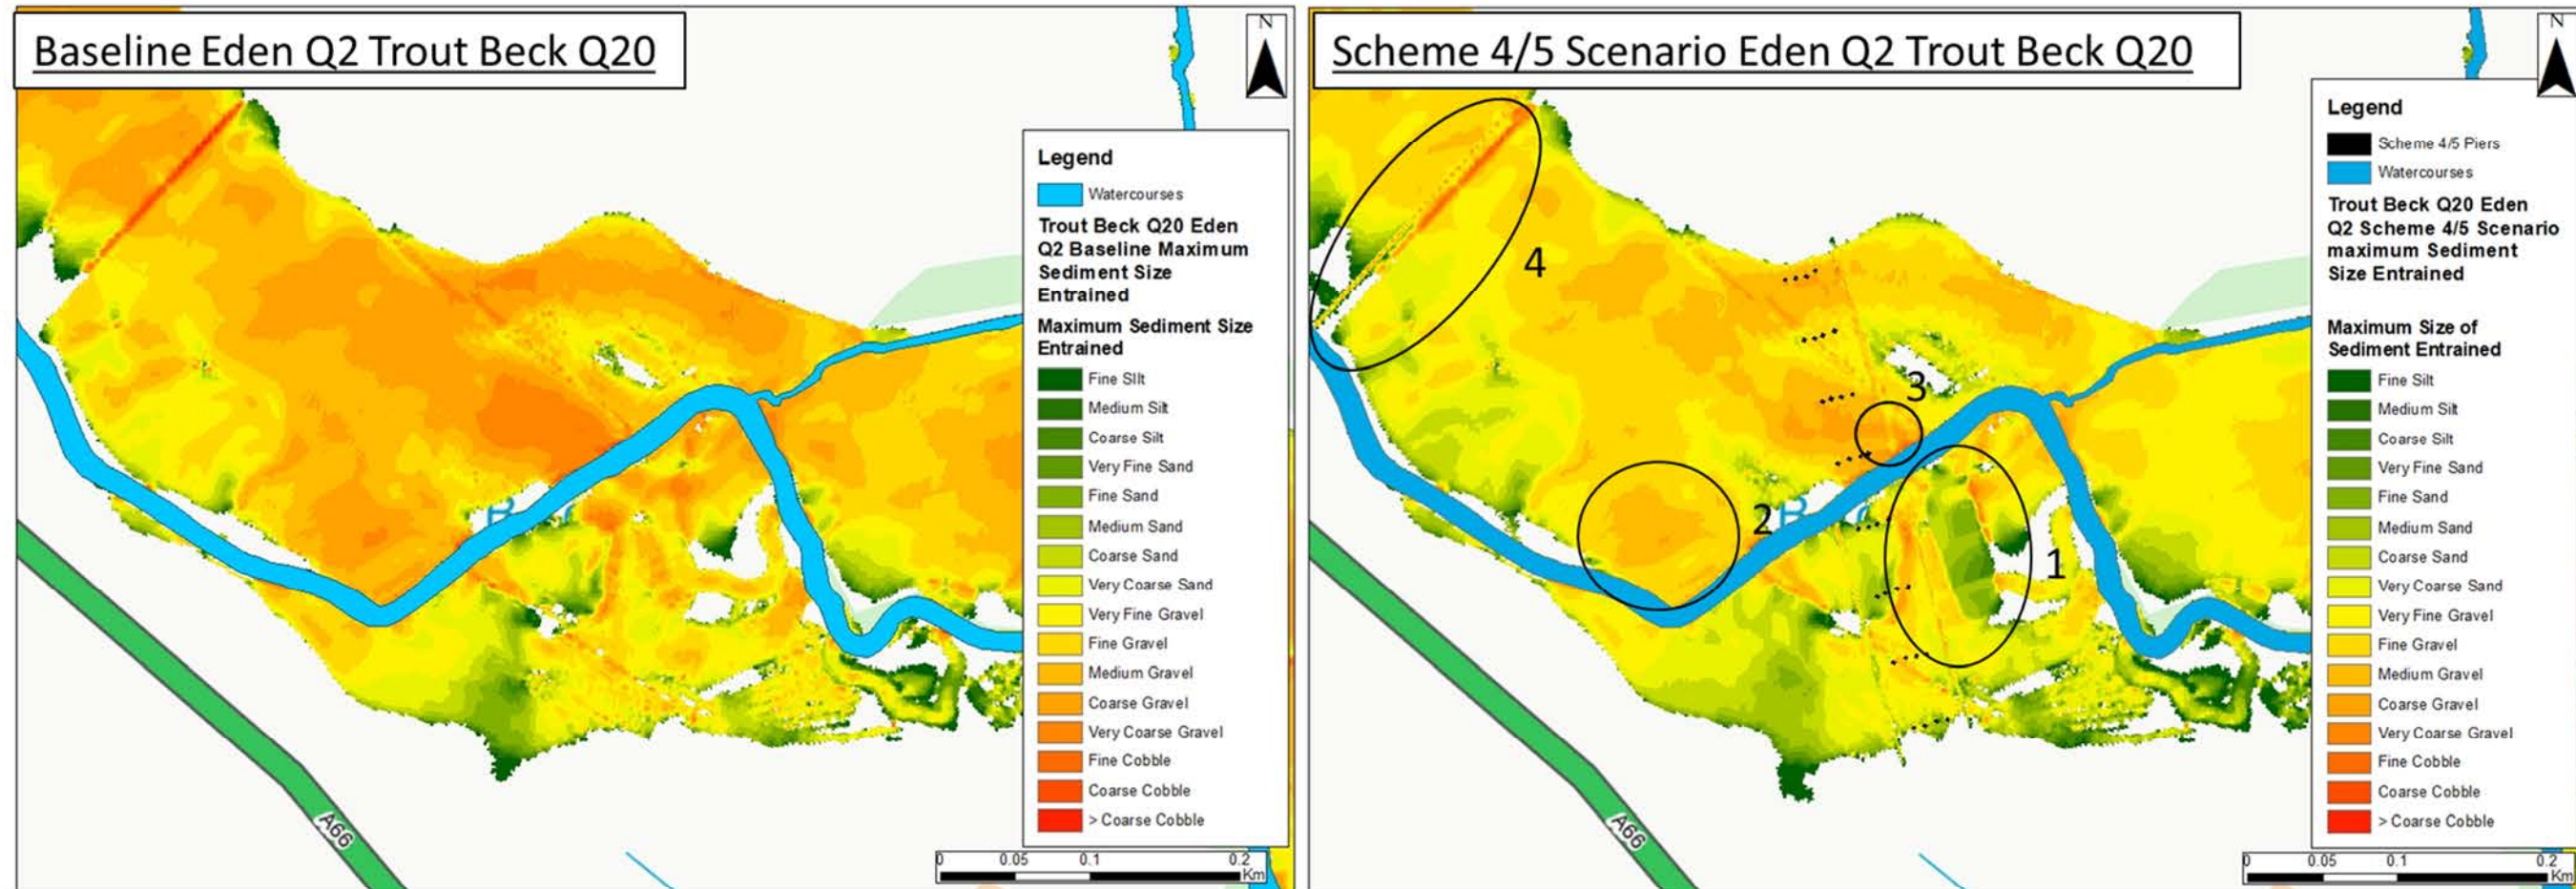 Baseline Eden Q2 Trout Beck Q20
N
Legend
Watercourses
Trout Beck Q20 Eden
Q2 Baseline Maximum
Sediment Size
Entrained
Maximum Sediment Size
Entrained
Fine SIlt
Medium Silt
Coarse Silt
Very Fine Sand
Fine Sand
Medium Sand
Coarse Sand
Very Coarse Sand
Very Fine Gravel
Fine Gravel
Medium Gravel
Coarse Gravel
Very Coarse Gravel
Fine Cobble
Coarse Cobble
> Coarse Cobble
A66
0 0.05 0.1 0.2
Km
Scheme 4/5 Scenario Eden Q2 Trout Beck Q20
N
Legend
Scheme 4/5 Piers
Watercourses
Trout Beck Q20 Eden
Q2 Scheme 4/5 Scenario
maximum Sediment
Size Entrained
Maximum Size of
Sediment Entrained
Fine Silt
Medium Silt
Coarse Silt
Very Fine Sand
Fine Sand
Medium Sand
Coarse Sand
Very Coarse Sand
Very Fine Gravel
Fine Gravel
Medium Gravel
Coarse Gravel
Very Coarse Gravel
Fine Cobble
Coarse Cobble
> Coarse Cobble
4
3
2
1
A66
0 0.05 0.1 0.2
Km